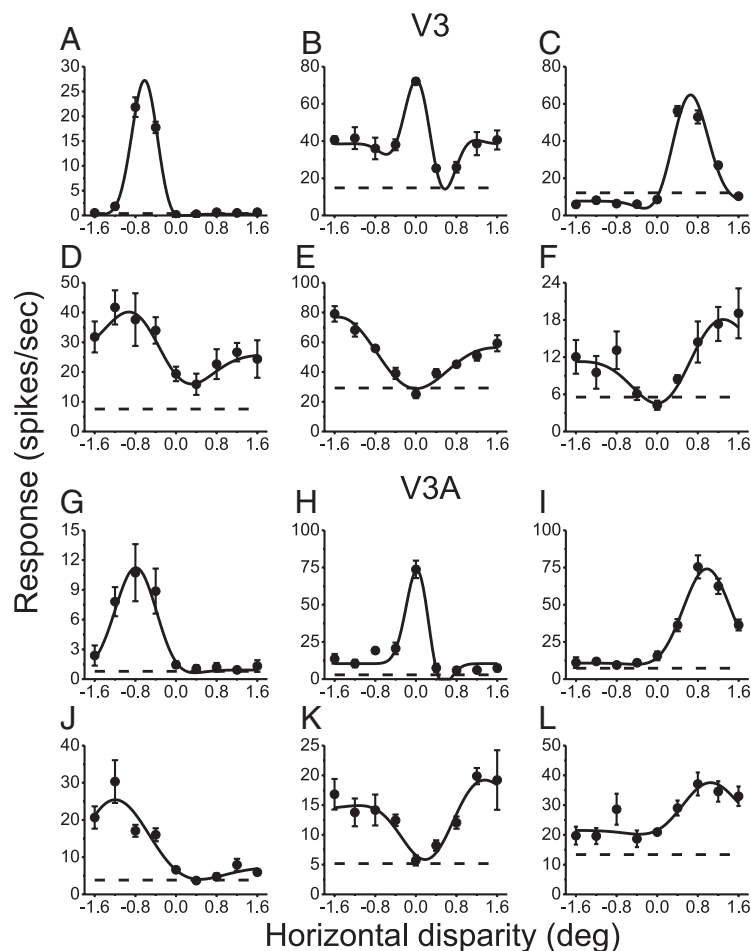 V3
A
B
C
30
25
20
15
10
5
0
80
60
40
20
0
80
60
40
20
0
-1.6 -0.8 0.0 0.8 1.6
-1.6 -0.8 0.0 0.8 1.6
-1.6 -0.8 0.0 0.8 1.6
D
E
F
50
40
30
20
10
0
100
80
60
40
20
0
24
18
12
6
0
-1.6 -0.8 0.0 0.8 1.6
-1.6 -0.8 0.0 0.8 1.6
-1.6 -0.8 0.0 0.8 1.6
Response (spikes/sec)
V3A
G
H
I
15
12
9
6
3
0
100
75
50
25
0
100
75
50
25
0
-1.6 -0.8 0.0 0.8 1.6
-1.6 -0.8 0.0 0.8 1.6
-1.6 -0.8 0.0 0.8 1.6
J
K
L
40
30
20
10
0
25
20
15
10
5
0
50
40
30
20
10
0
-1.6 -0.8 0.0 0.8 1.6
-1.6 -0.8 0.0 0.8 1.6
-1.6 -0.8 0.0 0.8 1.6
Horizontal disparity (deg)